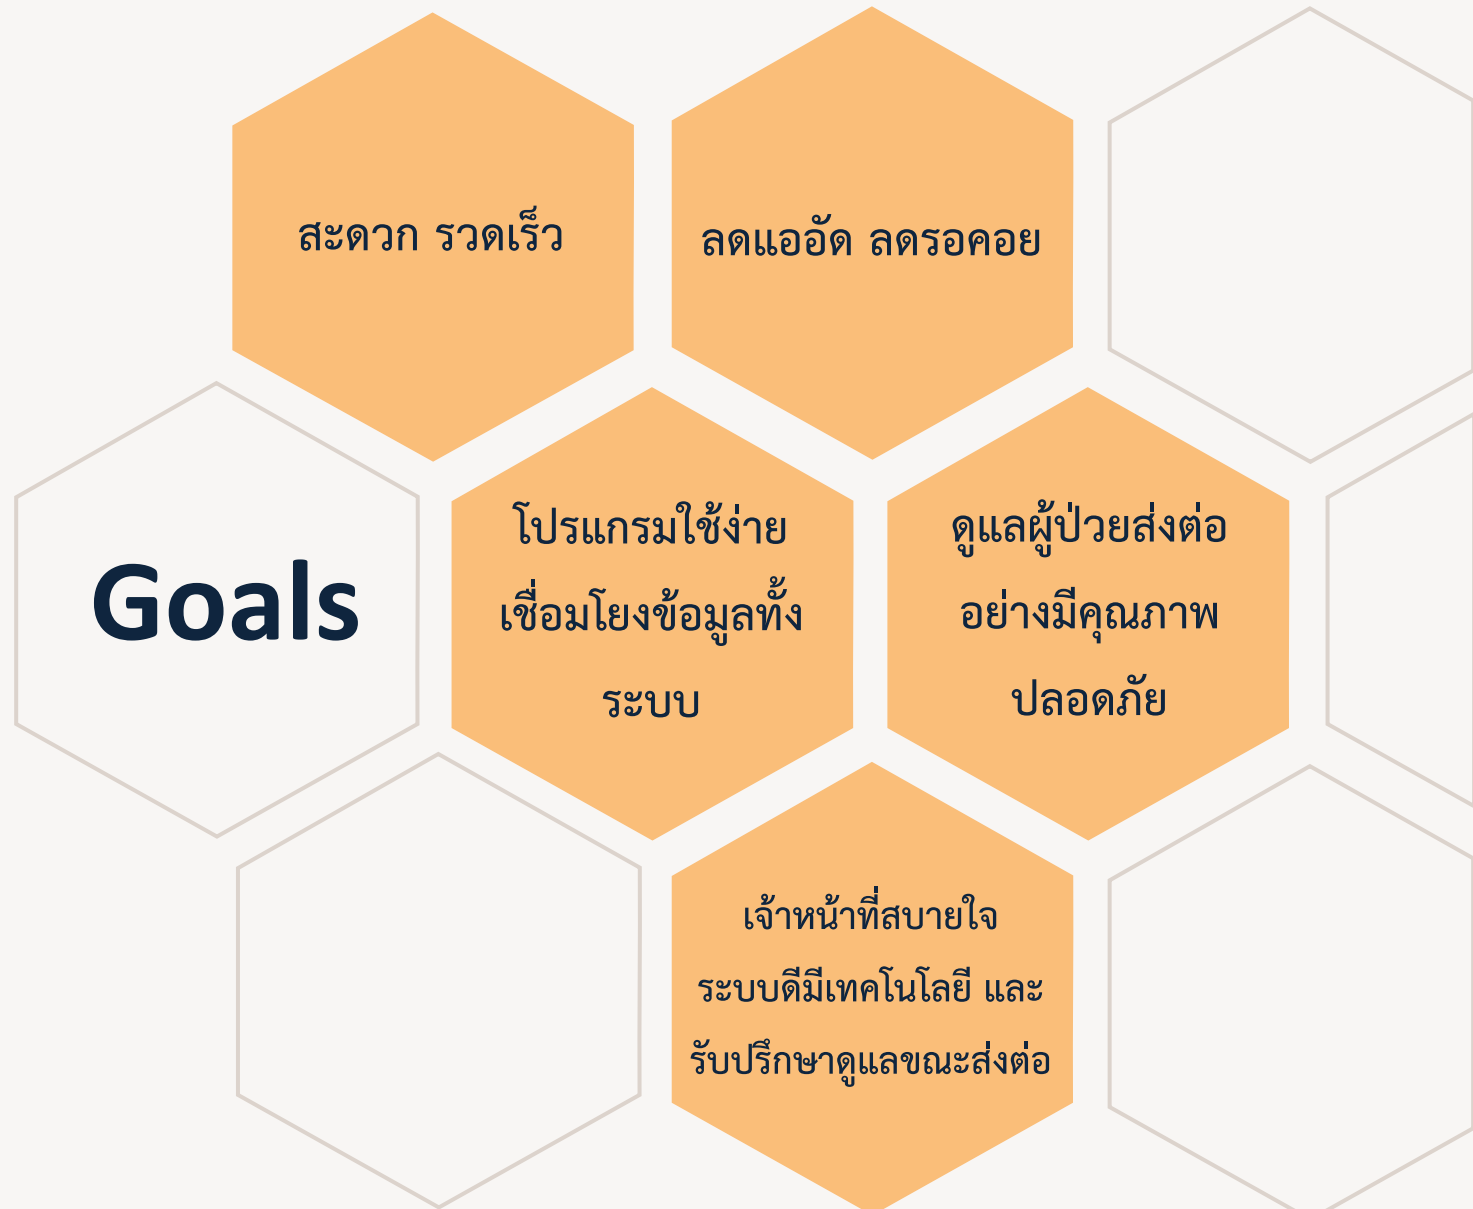 สะดวก รวดเร็ว
ลดแออัด ลดรอคอย
Goals
โปรแกรมใช้ง่าย
เชื่อมโยงข้อมูลทั้ง
ระบบ
ดูแลผู้ป่วยส่งต่อ
อย่างมีคุณภาพ
ปลอดภัย
เจ้าหน้าที่สบายใจ
ระบบดีมีเทคโนโลยี และ
รับปรึกษาดูแลขณะส่งต่อ